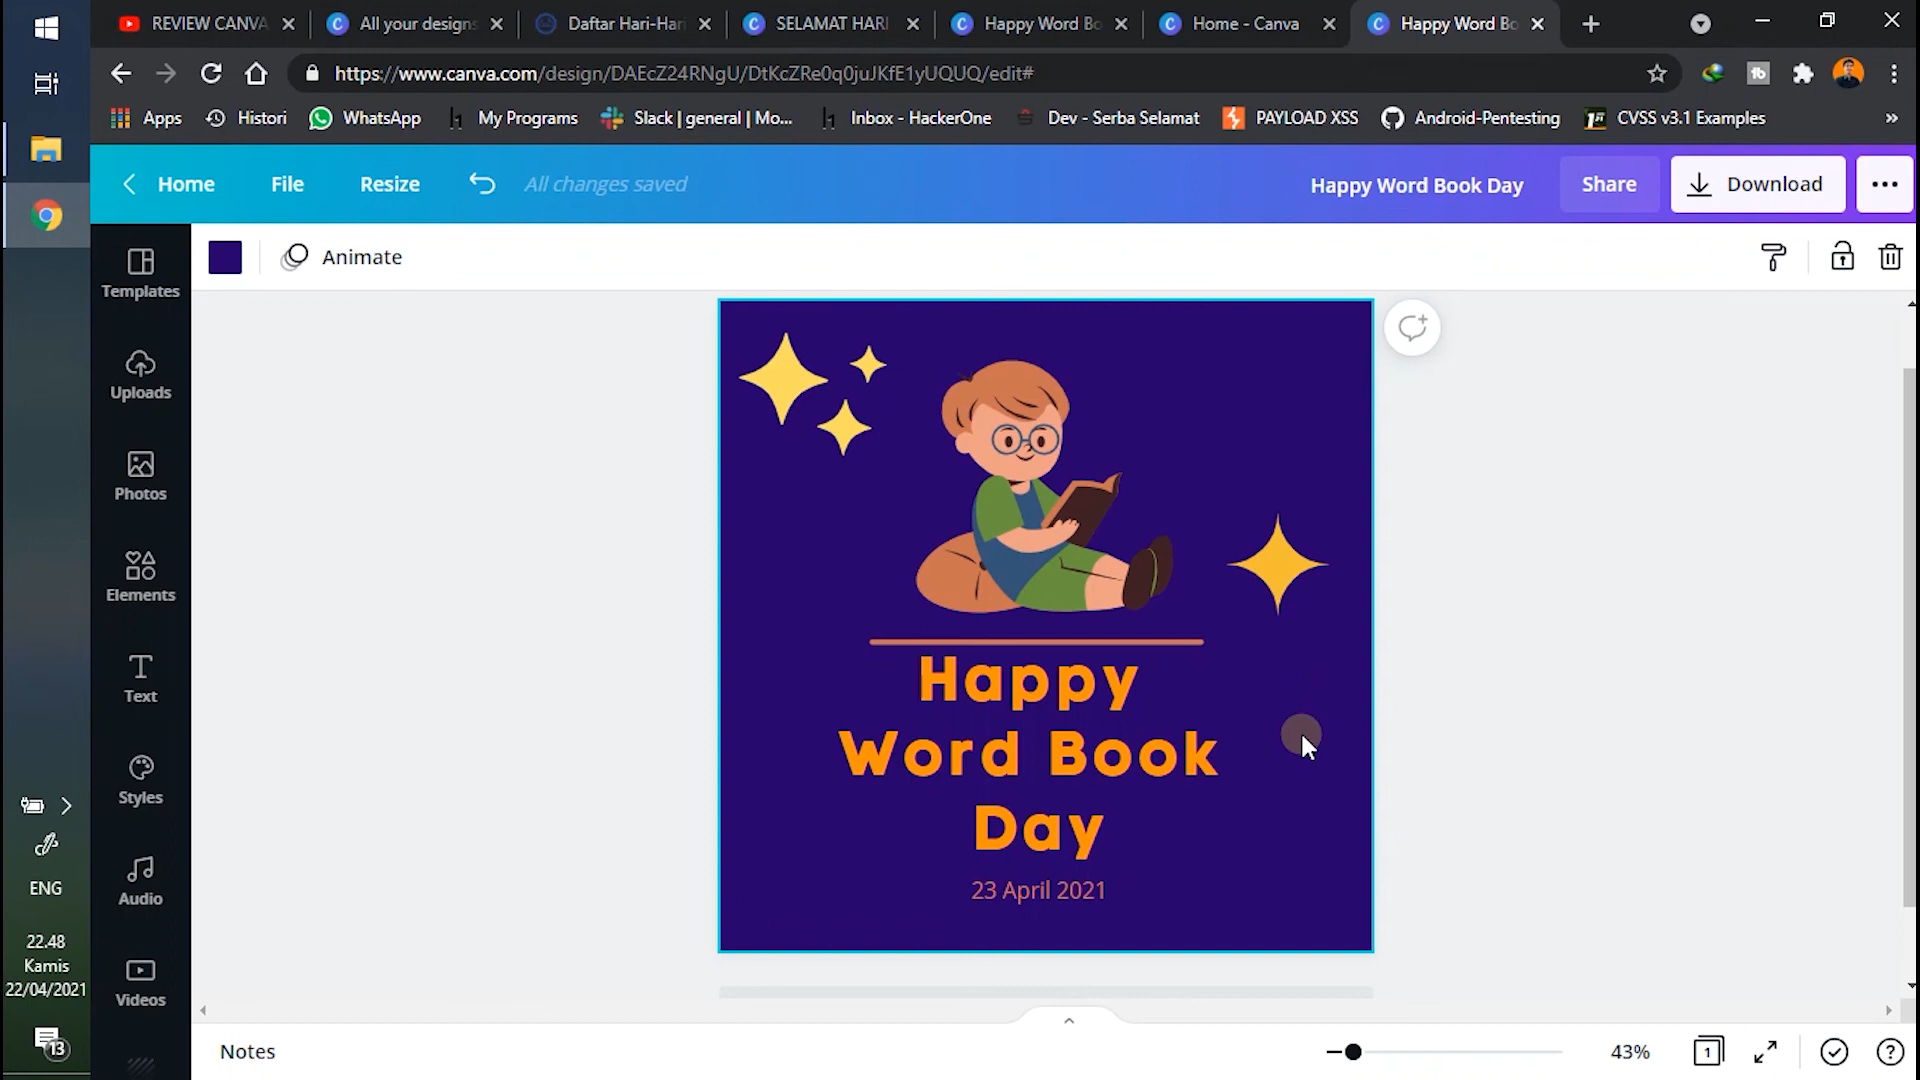 REVIEW CANVA
All your designs
Daftar Hari-Hari
SELAMAT HARI
Happy Word Bo
Home - Canva
Happy Word Bo
https://www.canva.com/design/DAEcZ24RNgU/DtKcZRe0q0juJKfE1yUQUQ/edit#
Apps
Histori
WhatsApp
My Programs
Slack | general | Mo...
Inbox - HackerOne
Dev - Serba Selamat
PAYLOAD XSS
Android-Pentesting
CVSS v3.1 Examples
»
Home
File
Resize
All changes saved
Happy Word Book Day
Share
Download
Animate
Templates
Uploads
Photos
Elements
Text
Styles
Audio
Videos
Happy
Word Book
Day
23 April 2021
ENG
22.48
Kamis
22/04/2021
13
Notes
43%
1